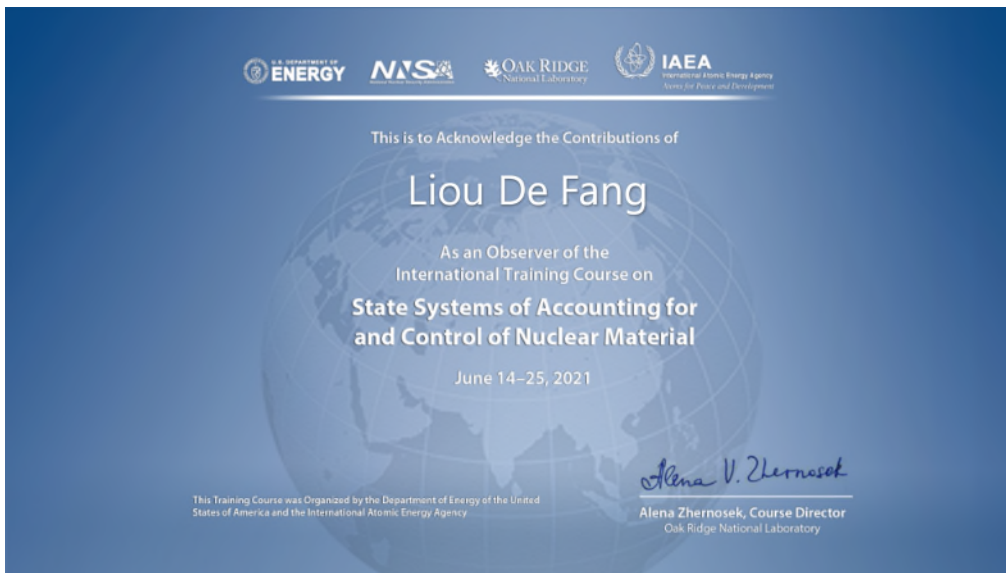 U.S. DEPARTMENT OF
ENERGY
NNSA
National Nuclear Security Administration
OAK RIDGE
National Laboratory
IAEA
International Atomic Energy Agency
Atoms for Peace and Development
This is to Acknowledge the Contributions of
Liou De Fang
As an Observer of the
International Training Course on
State Systems of Accounting for
and Control of Nuclear Material
June 14–25, 2021
Alena V. Zhernosek
This Training Course was Organized by the Department of Energy of the United
States of America and the International Atomic Energy Agency
Alena Zhernosek, Course Director
Oak Ridge National Laboratory